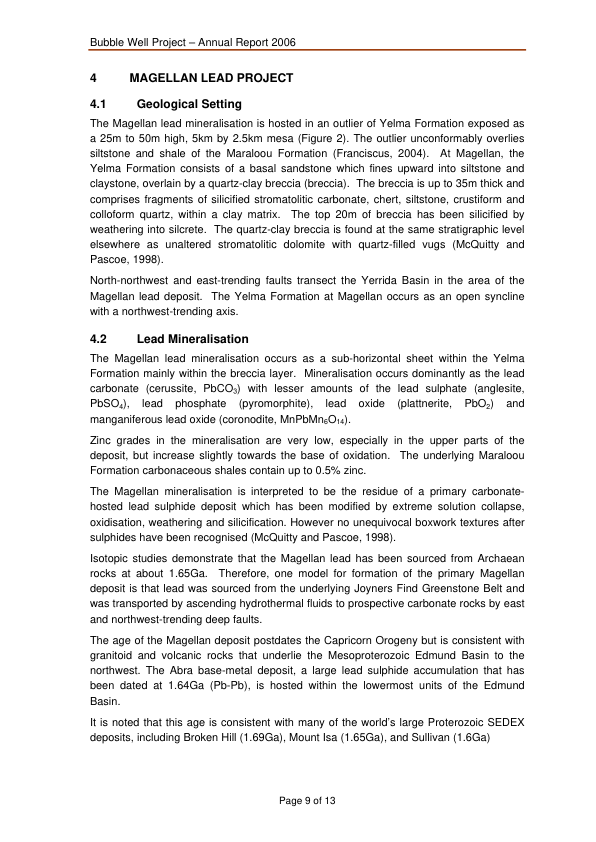 Bubble Well Project – Annual Report 2006
4 MAGELLAN LEAD PROJECT
4.1 Geological Setting
The Magellan lead mineralisation is hosted in an outlier of Yelma Formation exposed as
a 25m to 50m high, 5km by 2.5km mesa (Figure 2). The outlier unconformably overlies
siltstone and shale of the Maraloou Formation (Franciscus, 2004). At Magellan, the
Yelma Formation consists of a basal sandstone which fines upward into siltstone and
claystone, overlain by a quartz-clay breccia (breccia). The breccia is up to 35m thick and
comprises fragments of silicified stromatolitic carbonate, chert, siltstone, crustiform and
colloform quartz, within a clay matrix. The top 20m of breccia has been silicified by
weathering into silcrete. The quartz-clay breccia is found at the same stratigraphic level
elsewhere as unaltered stromatolitic dolomite with quartz-filled vugs (McQuitty and
Pascoe, 1998).
North-northwest and east-trending faults transect the Yerrida Basin in the area of the
Magellan lead deposit. The Yelma Formation at Magellan occurs as an open syncline
with a northwest-trending axis.
4.2 Lead Mineralisation
The Magellan lead mineralisation occurs as a sub-horizontal sheet within the Yelma
Formation mainly within the breccia layer. Mineralisation occurs dominantly as the lead
carbonate (cerussite, PbCO₃) with lesser amounts of the lead sulphate (anglesite,
PbSO₄), lead phosphate (pyromorphite), lead oxide (plattnerite, PbO₂) and
manganiferous lead oxide (coronodite, MnPbMn₆O₁₄).
Zinc grades in the mineralisation are very low, especially in the upper parts of the
deposit, but increase slightly towards the base of oxidation. The underlying Maraloou
Formation carbonaceous shales contain up to 0.5% zinc.
The Magellan mineralisation is interpreted to be the residue of a primary carbonate-
hosted lead sulphide deposit which has been modified by extreme solution collapse,
oxidisation, weathering and silicification. However no unequivocal boxwork textures after
sulphides have been recognised (McQuitty and Pascoe, 1998).
Isotopic studies demonstrate that the Magellan lead has been sourced from Archaean
rocks at about 1.65Ga. Therefore, one model for formation of the primary Magellan
deposit is that lead was sourced from the underlying Joyners Find Greenstone Belt and
was transported by ascending hydrothermal fluids to prospective carbonate rocks by east
and northwest-trending deep faults.
The age of the Magellan deposit postdates the Capricorn Orogeny but is consistent with
granitoid and volcanic rocks that underlie the Mesoproterozoic Edmund Basin to the
northwest. The Abra base-metal deposit, a large lead sulphide accumulation that has
been dated at 1.64Ga (Pb-Pb), is hosted within the lowermost units of the Edmund
Basin.
It is noted that this age is consistent with many of the world's large Proterozoic SEDEX
deposits, including Broken Hill (1.69Ga), Mount Isa (1.65Ga), and Sullivan (1.6Ga)
Page 9 of 13